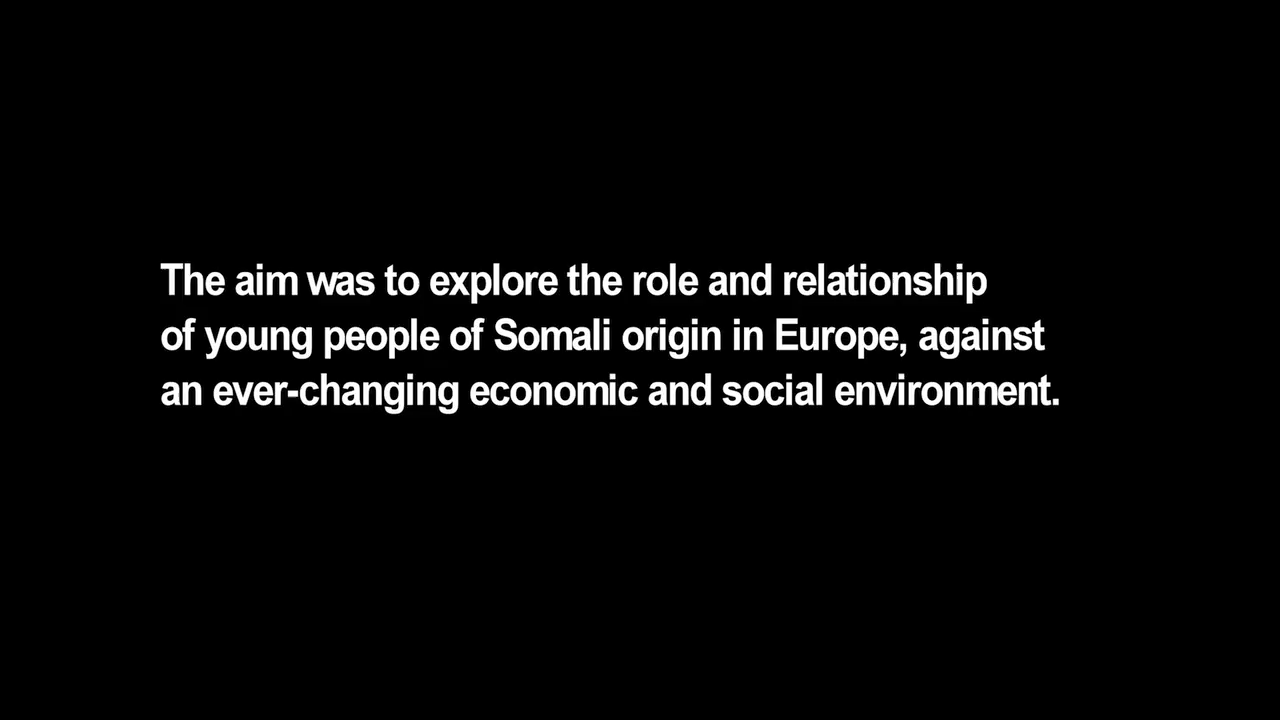 The aim was to explore the role and relationship
of young people of Somali origin in Europe, against
an ever-changing economic and social environment.